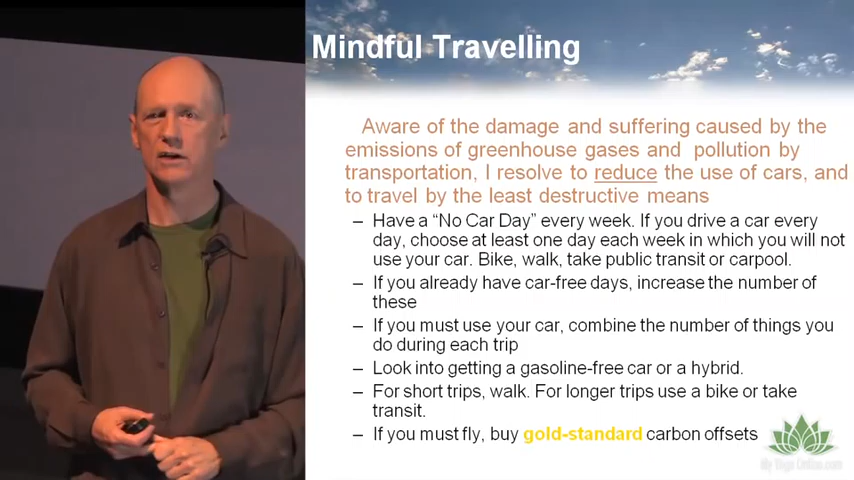 Mindful Travelling
Aware of the damage and suffering caused by the
emissions of greenhouse gases and pollution by
transportation, I resolve to reduce the use of cars, and
to travel by the least destructive means
– Have a “No Car Day” every week. If you drive a car every
day, choose at least one day each week in which you will not
use your car. Bike, walk, take public transit or carpool.
– If you already have car-free days, increase the number of
these
– If you must use your car, combine the number of things you
do during each trip
– Look into getting a gasoline-free car or a hybrid.
– For short trips, walk. For longer trips use a bike or take
transit.
– If you must fly, buy gold-standard carbon offsets
My Yoga Online.com